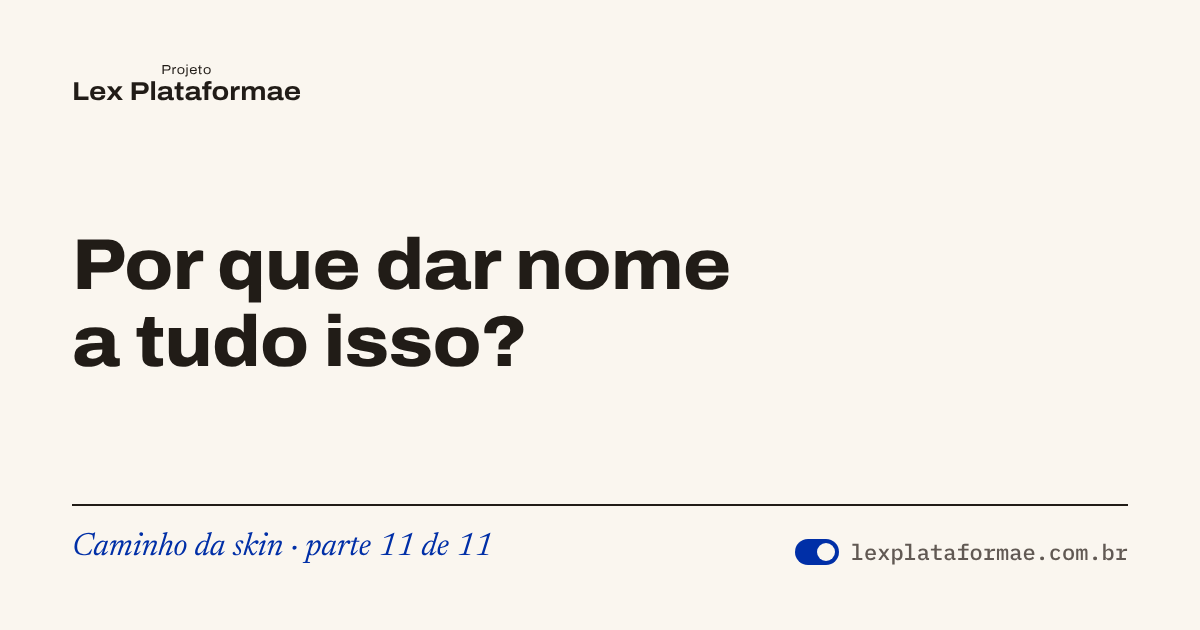 Projeto
Lex Plataformae
Por que dar nome
a tudo isso?
Caminho da skin · parte 11 de 11
lexplataformae.com.br